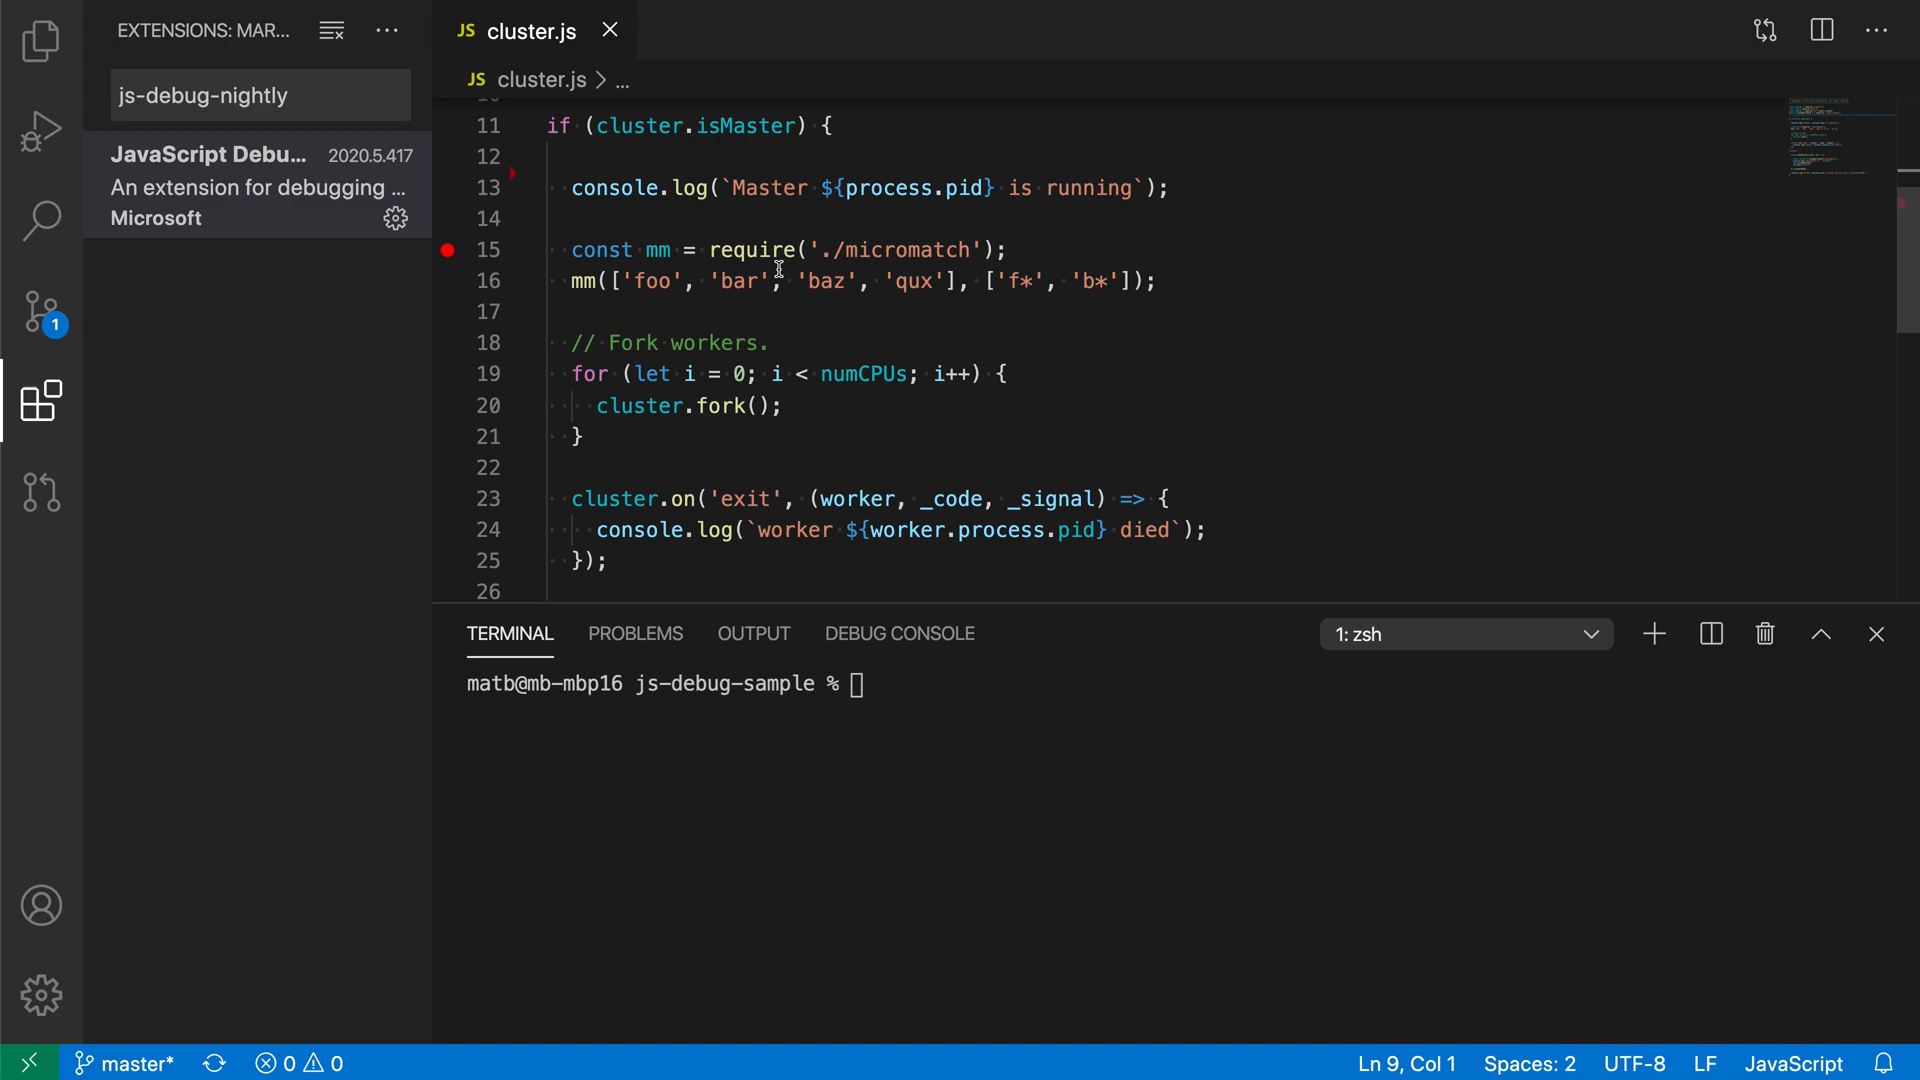 EXTENSIONS: MAR...
js-debug-nightly
JavaScript Debu... 2020.5.417
An extension for debugging ...
Microsoft
1
JS cluster.js
JS cluster.js > ...
11 if (cluster.isMaster) {
12
13 console.log(`Master ${process.pid} is running`);
14
15 const mm = require('./micromatch');
16 mm(['foo', 'bar', 'baz', 'qux'], ['f*', 'b*']);
17
18 // Fork workers.
19 for (let i = 0; i < numCPUs; i++) {
20 cluster.fork();
21 }
22
23 cluster.on('exit', (worker, _code, _signal) => {
24 console.log(`worker ${worker.process.pid} died`);
25 });
26
TERMINAL PROBLEMS OUTPUT DEBUG CONSOLE 1: zsh
matb@mb-mbp16 js-debug-sample %
master* 0 0 Ln 9, Col 1 Spaces: 2 UTF-8 LF JavaScript